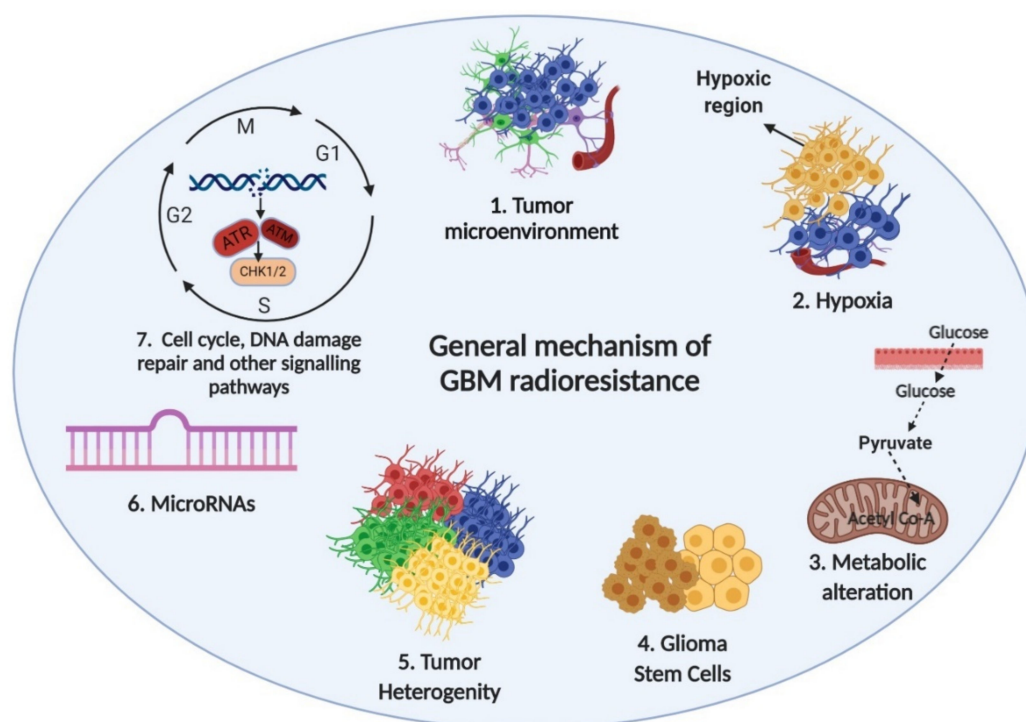 General mechanism of
GBM radioresistance
1. Tumor
microenvironment
Hypoxic
region
2. Hypoxia
Glucose
Glucose
Pyruvate
Acetyl Co-A
3. Metabolic
alteration
4. Glioma
Stem Cells
5. Tumor
Heterogenity
6. MicroRNAs
M
G1
G2
S
ATR
ATM
CHK1/2
7. Cell cycle, DNA damage
repair and other signalling
pathways